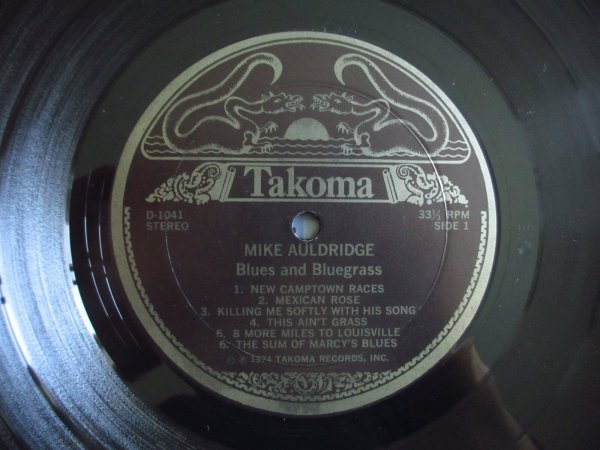 Takoma
D-1041 33⅓ RPM
STEREO SIDE 1
MIKE AULDRIDGE
Blues and Bluegrass
1. NEW CAMPTOWN RACES
2. MEXICAN ROSE
3. KILLING ME SOFTLY WITH HIS SONG
4. THIS AIN'T GRASS
5. 8 MORE MILES TO LOUISVILLE
6. THE SUM OF MARCY'S BLUES
© ℗ 1974 TAKOMA RECORDS, INC.